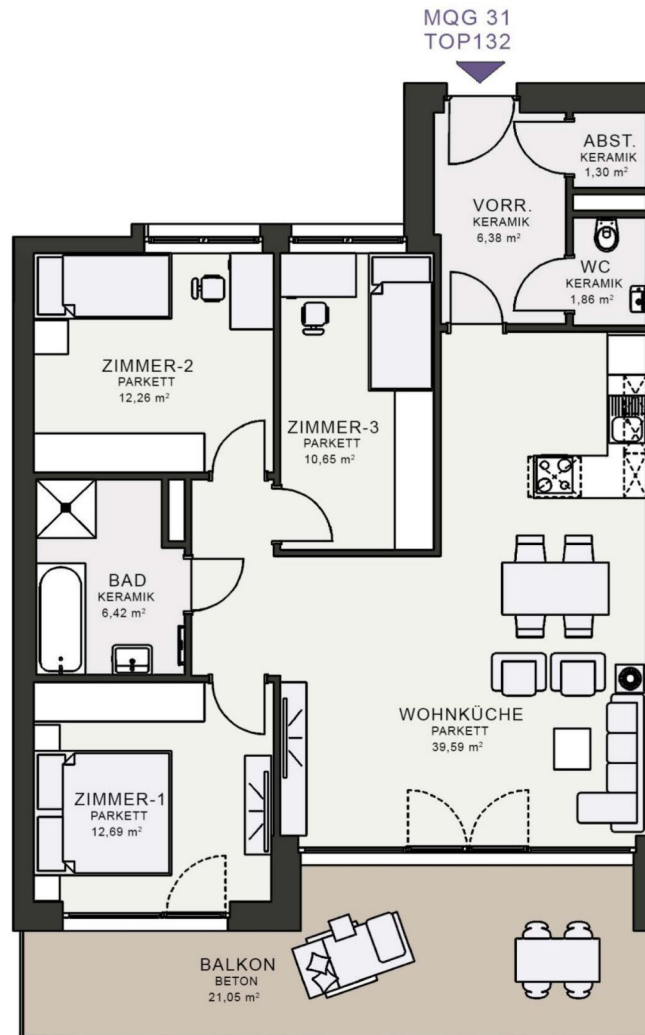 MQG 31
TOP132
ABST.
KERAMIK
1,30 m²
VORR.
KERAMIK
6,38 m²
WC
KERAMIK
1,86 m²
ZIMMER-2
PARKETT
12,26 m²
ZIMMER-3
PARKETT
10,65 m²
BAD
KERAMIK
6,42 m²
WOHNKÜCHE
PARKETT
39,59 m²
ZIMMER-1
PARKETT
12,69 m²
BALKON
BETON
21,05 m²